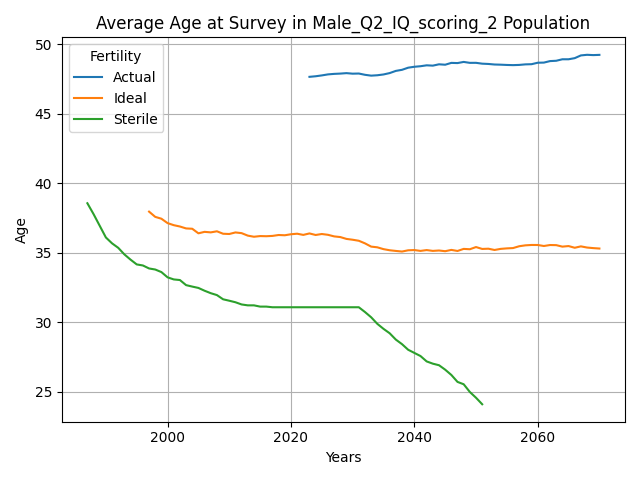 Average Age at Survey in Male_Q2_IQ_scoring_2 Population
Fertility
Actual
Ideal
Sterile
50
45
40
35
30
25
Age
2000
2020
2040
2060
Years